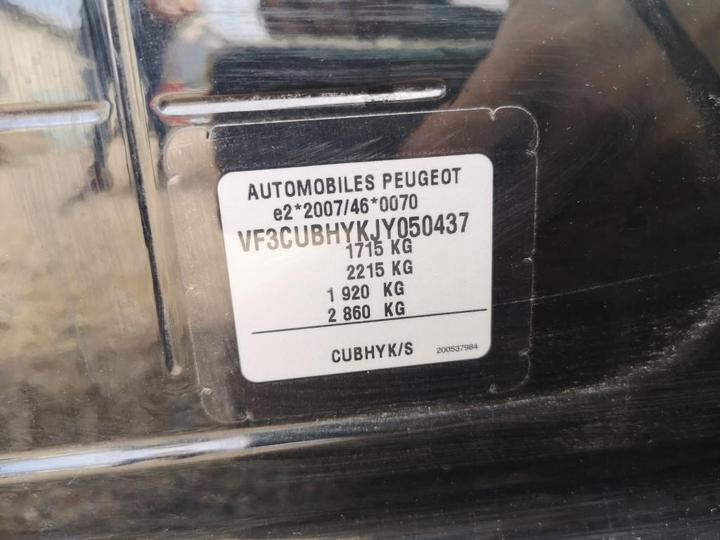 AUTOMOBILES PEUGEOT
e2*2007/46*0070
VF3CUBHYKJY050437
1715 KG
2215 KG
1 920 KG
2 860 KG
CUBHYK/S 200537984